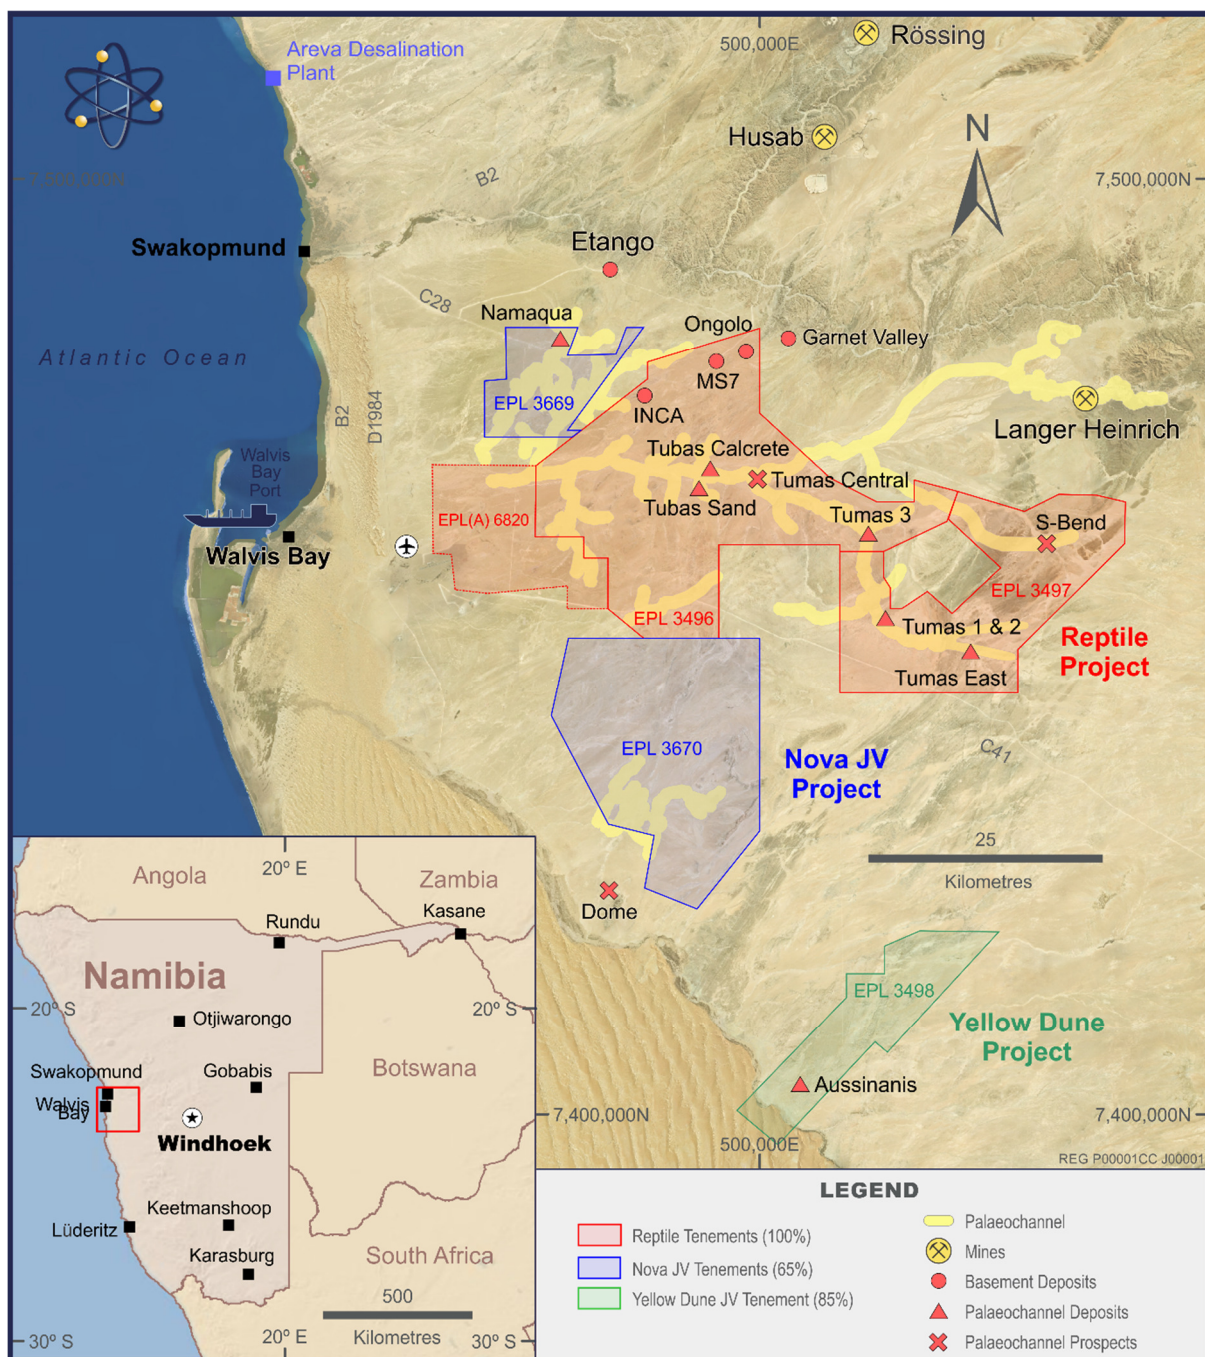 Areva Desalination
Plant
500,000E
Rössing
N
Husab
7,500,000N
7,500,000N
B2
Swakopmund
Etango
C28
Namaqua
Ongolo
Garnet Valley
Atlantic Ocean
MS7
B2
D1984
EPL 3669
INCA
Langer Heinrich
Tubas Calcrete
Walvis
Bay
Port
Tumas Central
Tubas Sand
EPL(A) 6820
Tumas 3
S-Bend
Walvis Bay
EPL 3497
EPL 3496
Tumas 1 & 2
Reptile
Project
Tumas East
EPL 3670
C41
Nova JV
Project
25
Kilometres
Dome
EPL 3498
Yellow Dune
Project
Aussinanis
7,400,000N
7,400,000N
500,000E
REG P00001CC J00001
20° E
Angola
Zambia
Kasane
Rundu
Namibia
20° S
20° S
Otjiwarongo
Swakopmund
Gobabis
Botswana
Walvis
Bay
Windhoek
Keetmanshoop
Lüderitz
Karasburg
South Africa
500
Kilometres
30° S
20° E
30° S
LEGEND
Reptile Tenements (100%)
Nova JV Tenements (65%)
Yellow Dune JV Tenement (85%)
Palaeochannel
Mines
Basement Deposits
Palaeochannel Deposits
Palaeochannel Prospects